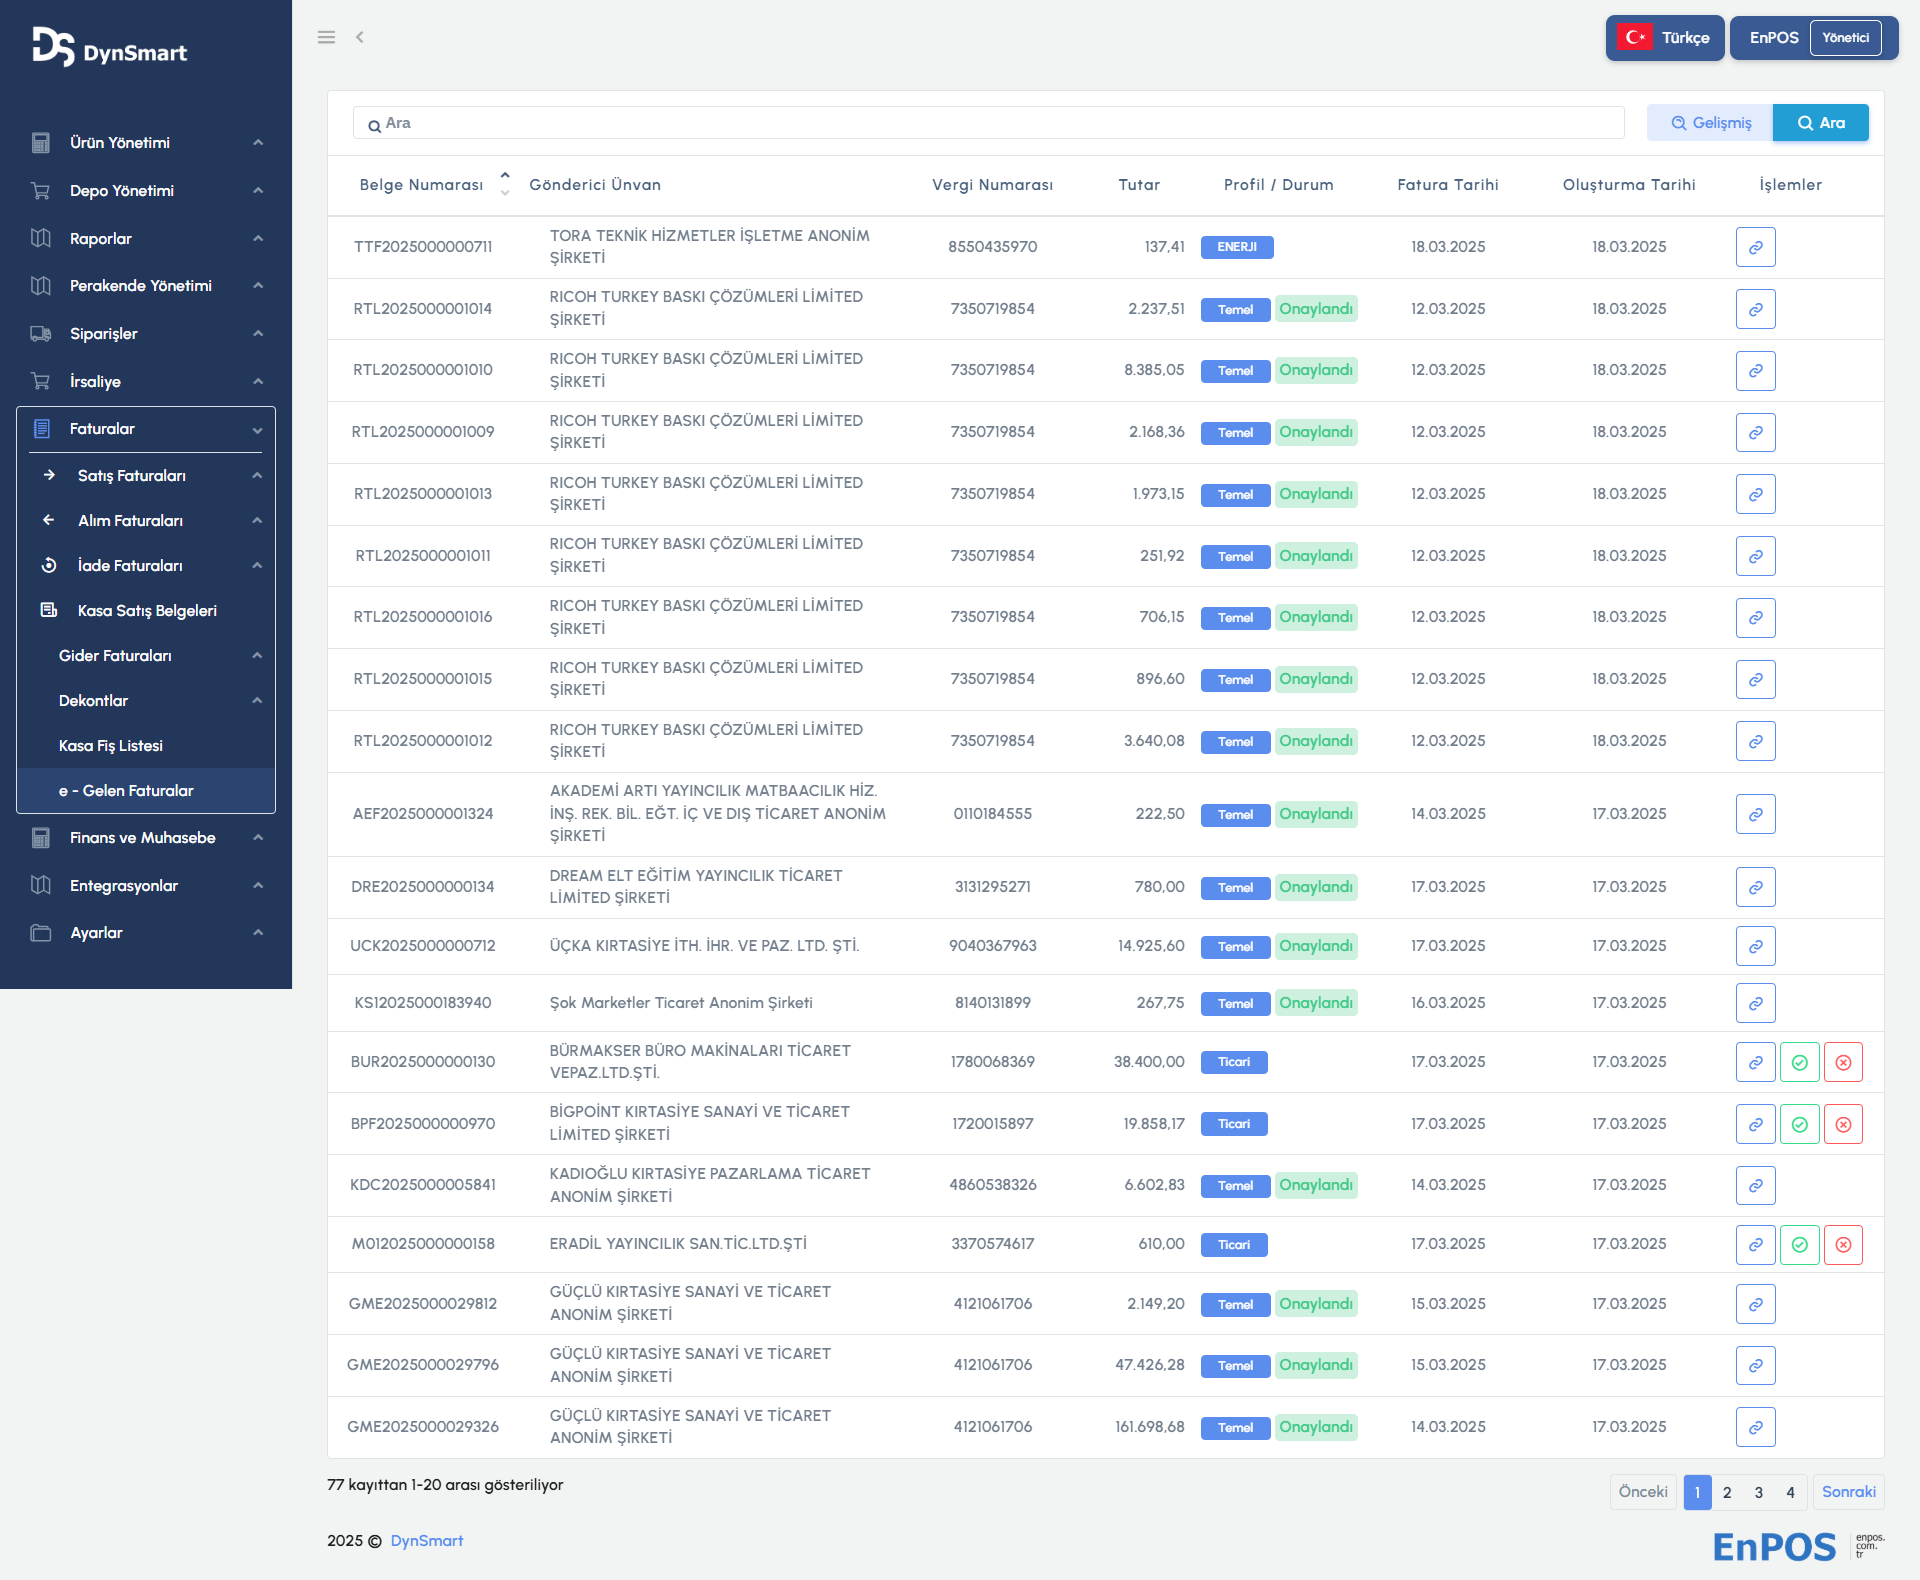 DS DynSmart
Türkçe
EnPOS Yönetici
Ürün Yönetimi
Depo Yönetimi
Raporlar
Perakende Yönetimi
Siparişler
İrsaliye
Faturalar
Satış Faturaları
Alım Faturaları
İade Faturaları
Kasa Satış Belgeleri
Gider Faturaları
Dekontlar
Kasa Fiş Listesi
e - Gelen Faturalar
Finans ve Muhasebe
Entegrasyonlar
Ayarlar
Ara Gelişmiş Ara
Belge Numarası Gönderici Ünvan Vergi Numarası Tutar Profil / Durum Fatura Tarihi Oluşturma Tarihi İşlemler
TTF2025000000711 TORA TEKNİK HİZMETLER İŞLETME ANONİM 8550435970 137,41 ENERJI 18.03.2025 18.03.2025
ŞİRKETİ
RTL2025000001014 RICOH TURKEY BASKI ÇÖZÜMLERİ LİMİTED 7350719854 2.237,51 Temel Onaylandı 12.03.2025 18.03.2025
ŞİRKETİ
RTL2025000001010 RICOH TURKEY BASKI ÇÖZÜMLERİ LİMİTED 7350719854 8.385,05 Temel Onaylandı 12.03.2025 18.03.2025
ŞİRKETİ
RTL2025000001009 RICOH TURKEY BASKI ÇÖZÜMLERİ LİMİTED 7350719854 2.168,36 Temel Onaylandı 12.03.2025 18.03.2025
ŞİRKETİ
RTL2025000001013 RICOH TURKEY BASKI ÇÖZÜMLERİ LİMİTED 7350719854 1.973,15 Temel Onaylandı 12.03.2025 18.03.2025
ŞİRKETİ
RTL2025000001011 RICOH TURKEY BASKI ÇÖZÜMLERİ LİMİTED 7350719854 251,92 Temel Onaylandı 12.03.2025 18.03.2025
ŞİRKETİ
RTL2025000001016 RICOH TURKEY BASKI ÇÖZÜMLERİ LİMİTED 7350719854 706,15 Temel Onaylandı 12.03.2025 18.03.2025
ŞİRKETİ
RTL2025000001015 RICOH TURKEY BASKI ÇÖZÜMLERİ LİMİTED 7350719854 896,60 Temel Onaylandı 12.03.2025 18.03.2025
ŞİRKETİ
RTL2025000001012 RICOH TURKEY BASKI ÇÖZÜMLERİ LİMİTED 7350719854 3.640,08 Temel Onaylandı 12.03.2025 18.03.2025
ŞİRKETİ
AKADEMİ ARTI YAYINCILIK MATBAACILIK HİZ.
AEF2025000001324 İNŞ. REK. BİL. EĞT. İÇ VE DIŞ TİCARET ANONİM 0110184555 222,50 Temel Onaylandı 14.03.2025 17.03.2025
ŞİRKETİ
DRE2025000000134 DREAM ELT EĞİTİM YAYINCILIK TİCARET 3131295271 780,00 Temel Onaylandı 17.03.2025 17.03.2025
LİMİTED ŞİRKETİ
UCK2025000000712 ÜÇKA KIRTASİYE İTH. İHR. VE PAZ. LTD. ŞTİ. 9040367963 14.925,60 Temel Onaylandı 17.03.2025 17.03.2025
KS12025000183940 Şok Marketler Ticaret Anonim Şirketi 8140131899 267,75 Temel Onaylandı 16.03.2025 17.03.2025
BUR2025000000130 BÜRMAKSER BÜRO MAKİNALARI TİCARET 1780068369 38.400,00 Ticari 17.03.2025 17.03.2025
VEPAZ.LTD.ŞTİ.
BPF2025000000970 BİGPOİNT KIRTASİYE SANAYİ VE TİCARET 1720015897 19.858,17 Ticari 17.03.2025 17.03.2025
LİMİTED ŞİRKETİ
KDC2025000005841 KADIOĞLU KIRTASİYE PAZARLAMA TİCARET 4860538326 6.602,83 Temel Onaylandı 14.03.2025 17.03.2025
ANONİM ŞİRKETİ
M012025000000158 ERADİL YAYINCILIK SAN.TİC.LTD.ŞTİ 3370574617 610,00 Ticari 17.03.2025 17.03.2025
GME2025000029812 GÜÇLÜ KIRTASİYE SANAYİ VE TİCARET 4121061706 2.149,20 Temel Onaylandı 15.03.2025 17.03.2025
ANONİM ŞİRKETİ
GME2025000029796 GÜÇLÜ KIRTASİYE SANAYİ VE TİCARET 4121061706 47.426,28 Temel Onaylandı 15.03.2025 17.03.2025
ANONİM ŞİRKETİ
GME2025000029326 GÜÇLÜ KIRTASİYE SANAYİ VE TİCARET 4121061706 161.698,68 Temel Onaylandı 14.03.2025 17.03.2025
ANONİM ŞİRKETİ
77 kayıttan 1-20 arası gösteriliyor
Önceki 1 2 3 4 Sonraki
2025 © DynSmart
EnPOS
enpos.
com.
tr